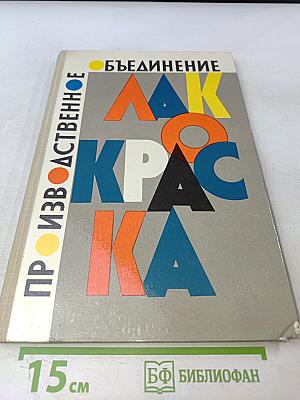 ПРОИЗВОДСТВЕННОЕ
ОБЪЕДИНЕНИЕ
ЛАК
О
КРАС
КА
15 см
БФ БИБЛИОФАН